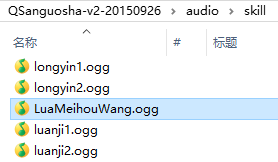 QSanguosha-v2-20150926 › audio › skill
名称 # 标题
longyin1.ogg
longyin2.ogg
LuaMeihouWang.ogg
luanji1.ogg
luanji2.ogg